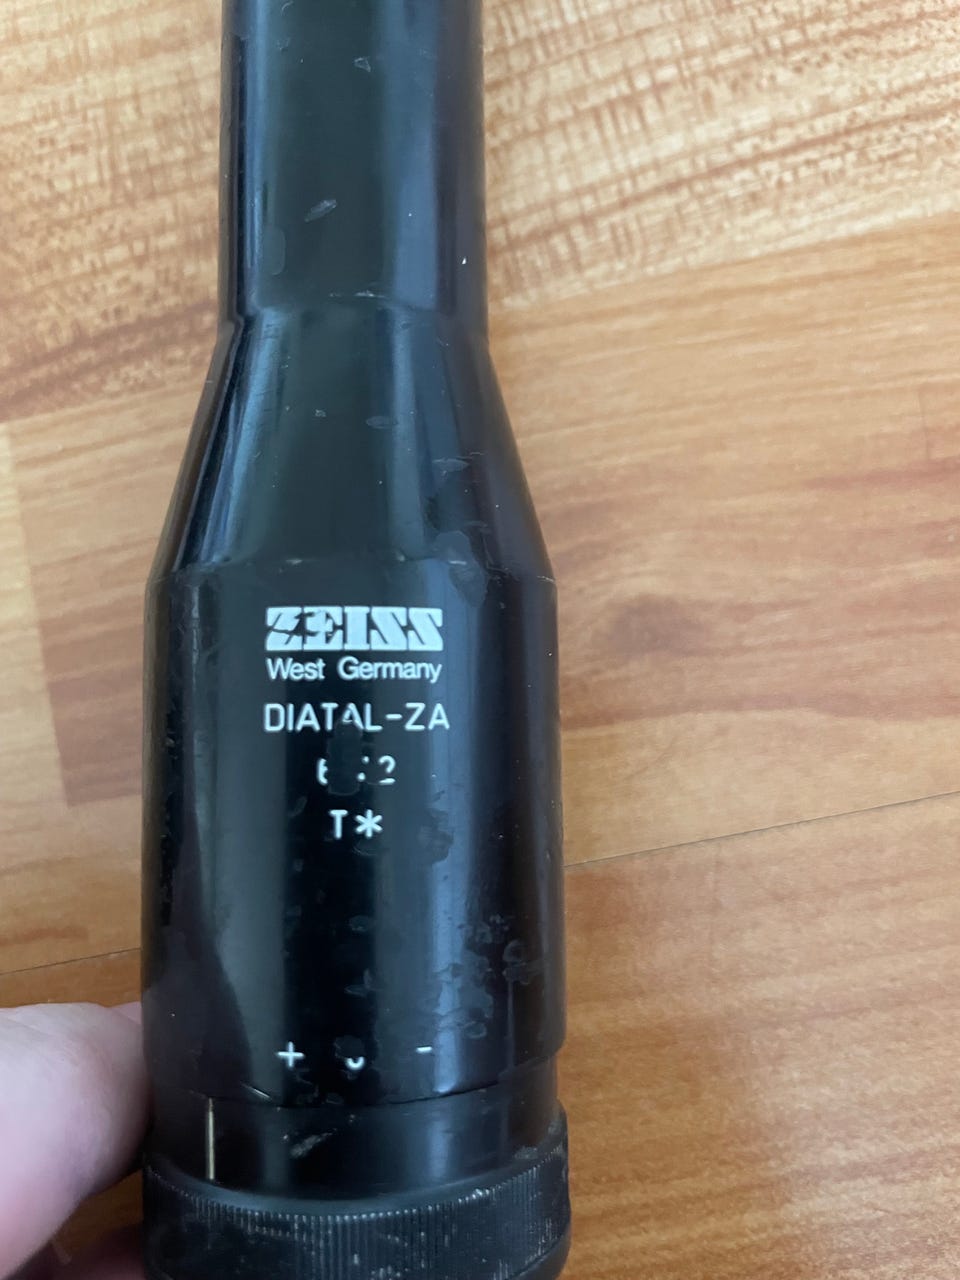 ZEISS
West Germany
DIATAL-ZA
T*
+ -